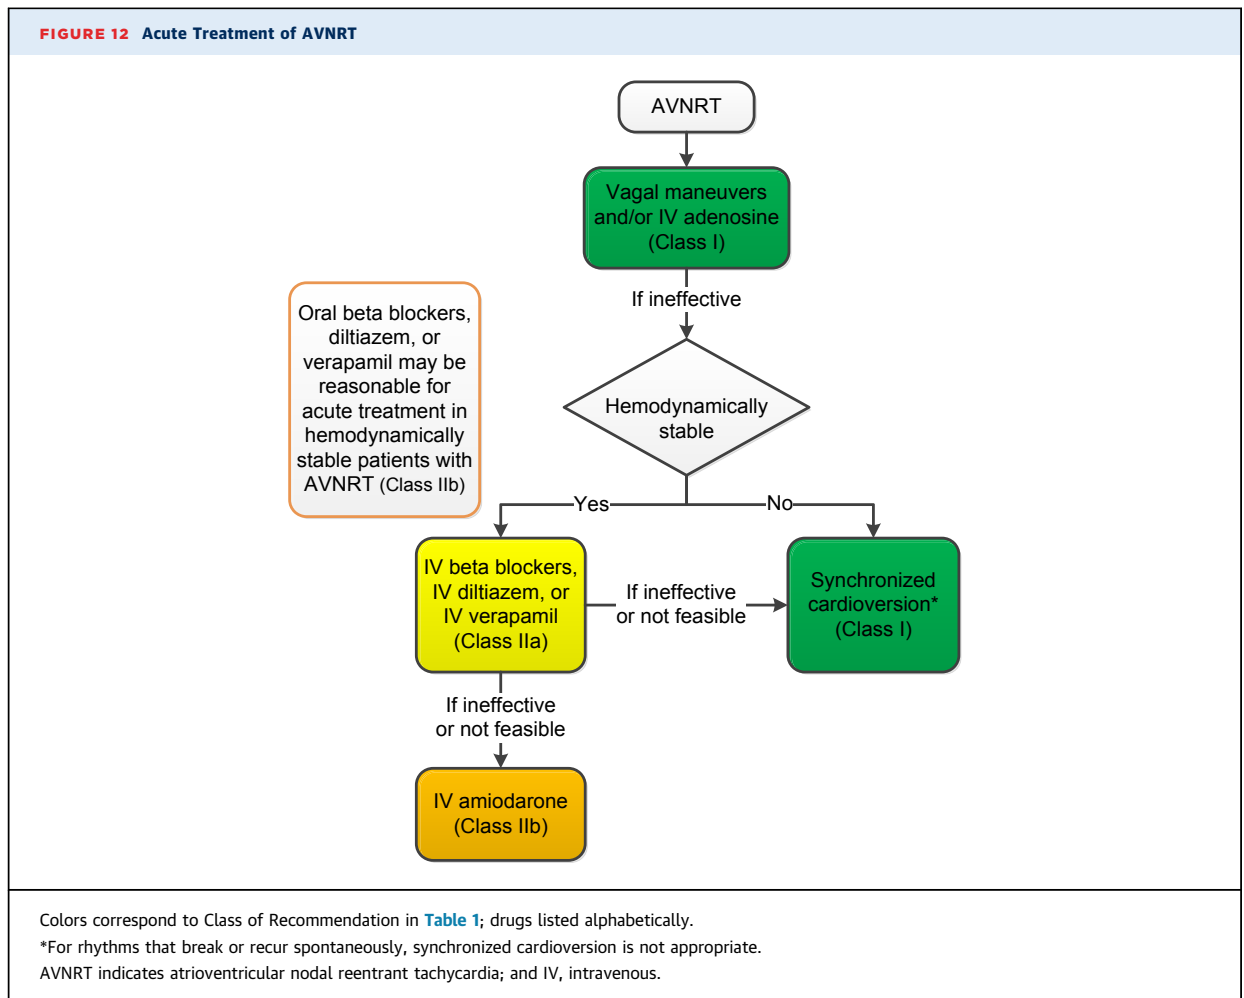 FIGURE 12 Acute Treatment of AVNRT
AVNRT
Vagal maneuvers
and/or IV adenosine
(Class I)
If ineffective
Oral beta blockers,
diltiazem, or
verapamil may be
reasonable for
acute treatment in
hemodynamically
stable patients with
AVNRT (Class IIb)
Hemodynamically
stable
Yes
No
IV beta blockers,
IV diltiazem, or
IV verapamil
(Class IIa)
If ineffective
or not feasible
Synchronized
cardioversion*
(Class I)
If ineffective
or not feasible
IV amiodarone
(Class IIb)
Colors correspond to Class of Recommendation in Table 1; drugs listed alphabetically.
*For rhythms that break or recur spontaneously, synchronized cardioversion is not appropriate.
AVNRT indicates atrioventricular nodal reentrant tachycardia; and IV, intravenous.